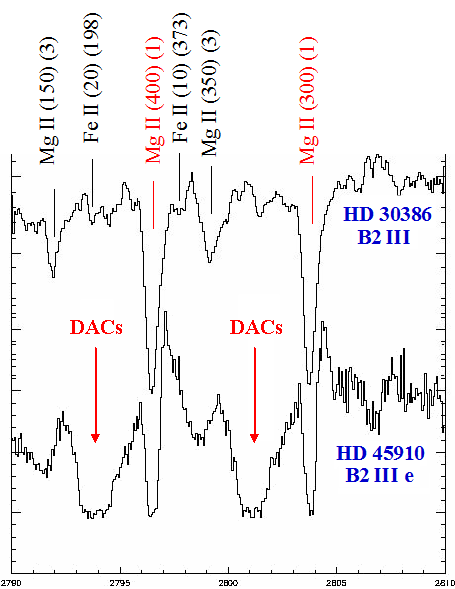 Mg II (150) (3)
Fe II (20) (198)
Mg II (400) (1)
Fe II (10) (373)
Mg II (350) (3)
Mg II (300) (1)
HD 30386
B2 III
DACs
DACs
HD 45910
B2 III e
2790
2795
2800
2805
2810